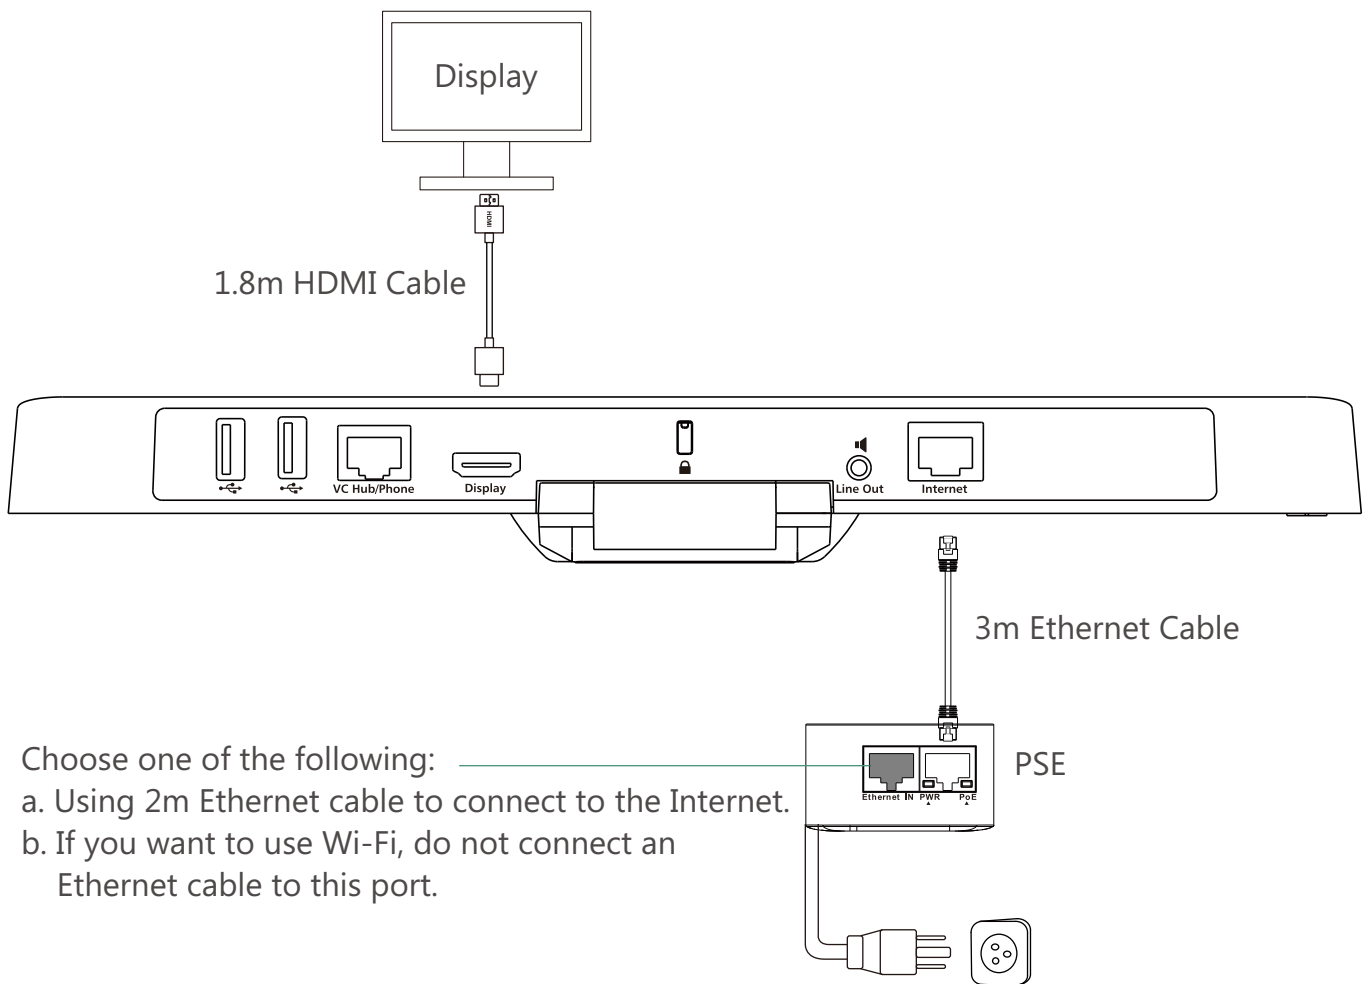 Display
HDMI
1.8m HDMI Cable
VC Hub/Phone
Display
Line Out
Internet
3m Ethernet Cable
PSE
Ethernet IN PWR PoE
Choose one of the following:
a. Using 2m Ethernet cable to connect to the Internet.
b. If you want to use Wi-Fi, do not connect an
Ethernet cable to this port.